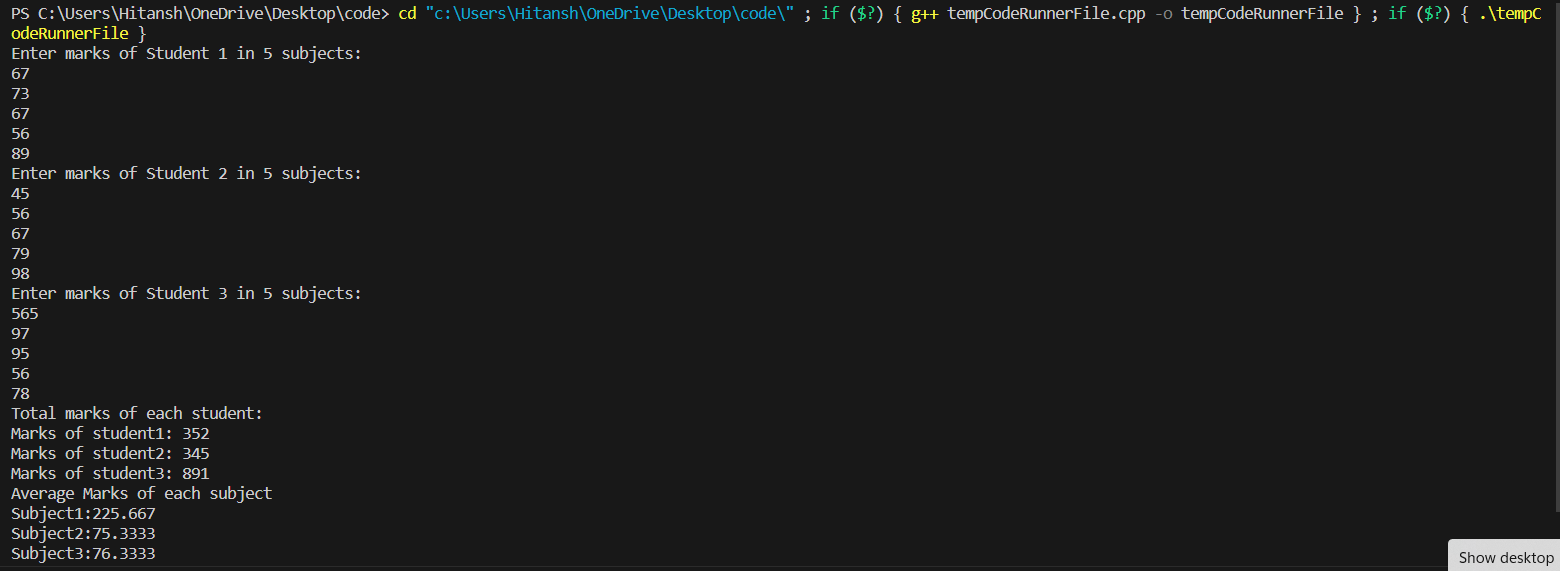 PS C:\Users\Hitansh\OneDrive\Desktop\code> cd "c:\Users\Hitansh\OneDrive\Desktop\code\" ; if ($?) { g++ tempCodeRunnerFile.cpp -o tempCodeRunnerFile } ; if ($?) { .\tempC
odeRunnerFile }
Enter marks of Student 1 in 5 subjects:
67
73
67
56
89
Enter marks of Student 2 in 5 subjects:
45
56
67
79
98
Enter marks of Student 3 in 5 subjects:
565
97
95
56
78
Total marks of each student:
Marks of student1: 352
Marks of student2: 345
Marks of student3: 891
Average Marks of each subject
Subject1:225.667
Subject2:75.3333
Subject3:76.3333
Show desktop